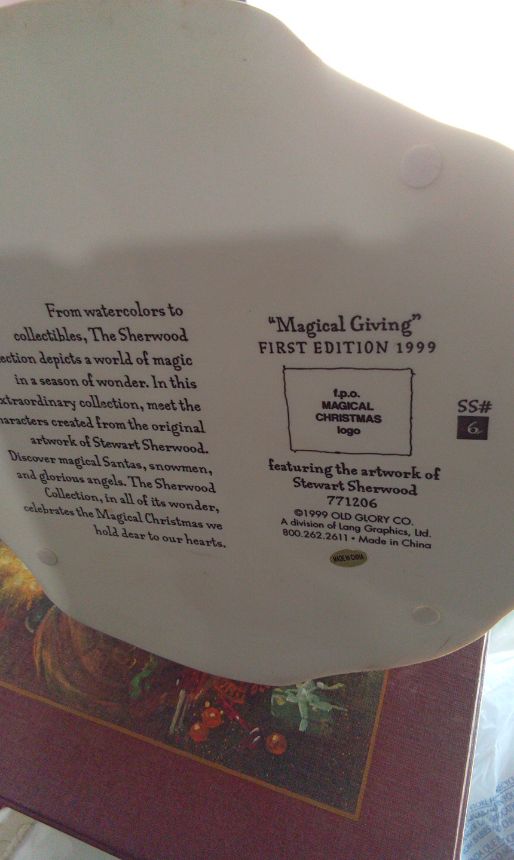 From watercolors to
collectibles, The Sherwood
ection depicts a world of magic
in a season of wonder. In this
xtraordinary collection, meet the
haracters created from the original
artwork of Stewart Sherwood.
Discover magical Santas, snowmen,
and glorious angels. The Sherwood
Collection, in all of its wonder,
celebrates the Magical Christmas we
hold dear to our hearts.
"Magical Giving"
FIRST EDITION 1999
f.p.o.
MAGICAL
CHRISTMAS
logo
SS#
6
featuring the artwork of
Stewart Sherwood
771206
©1999 OLD GLORY CO.
A division of Lang Graphics, Ltd.
800.262.2611 • Made in China
MADE IN CHINA